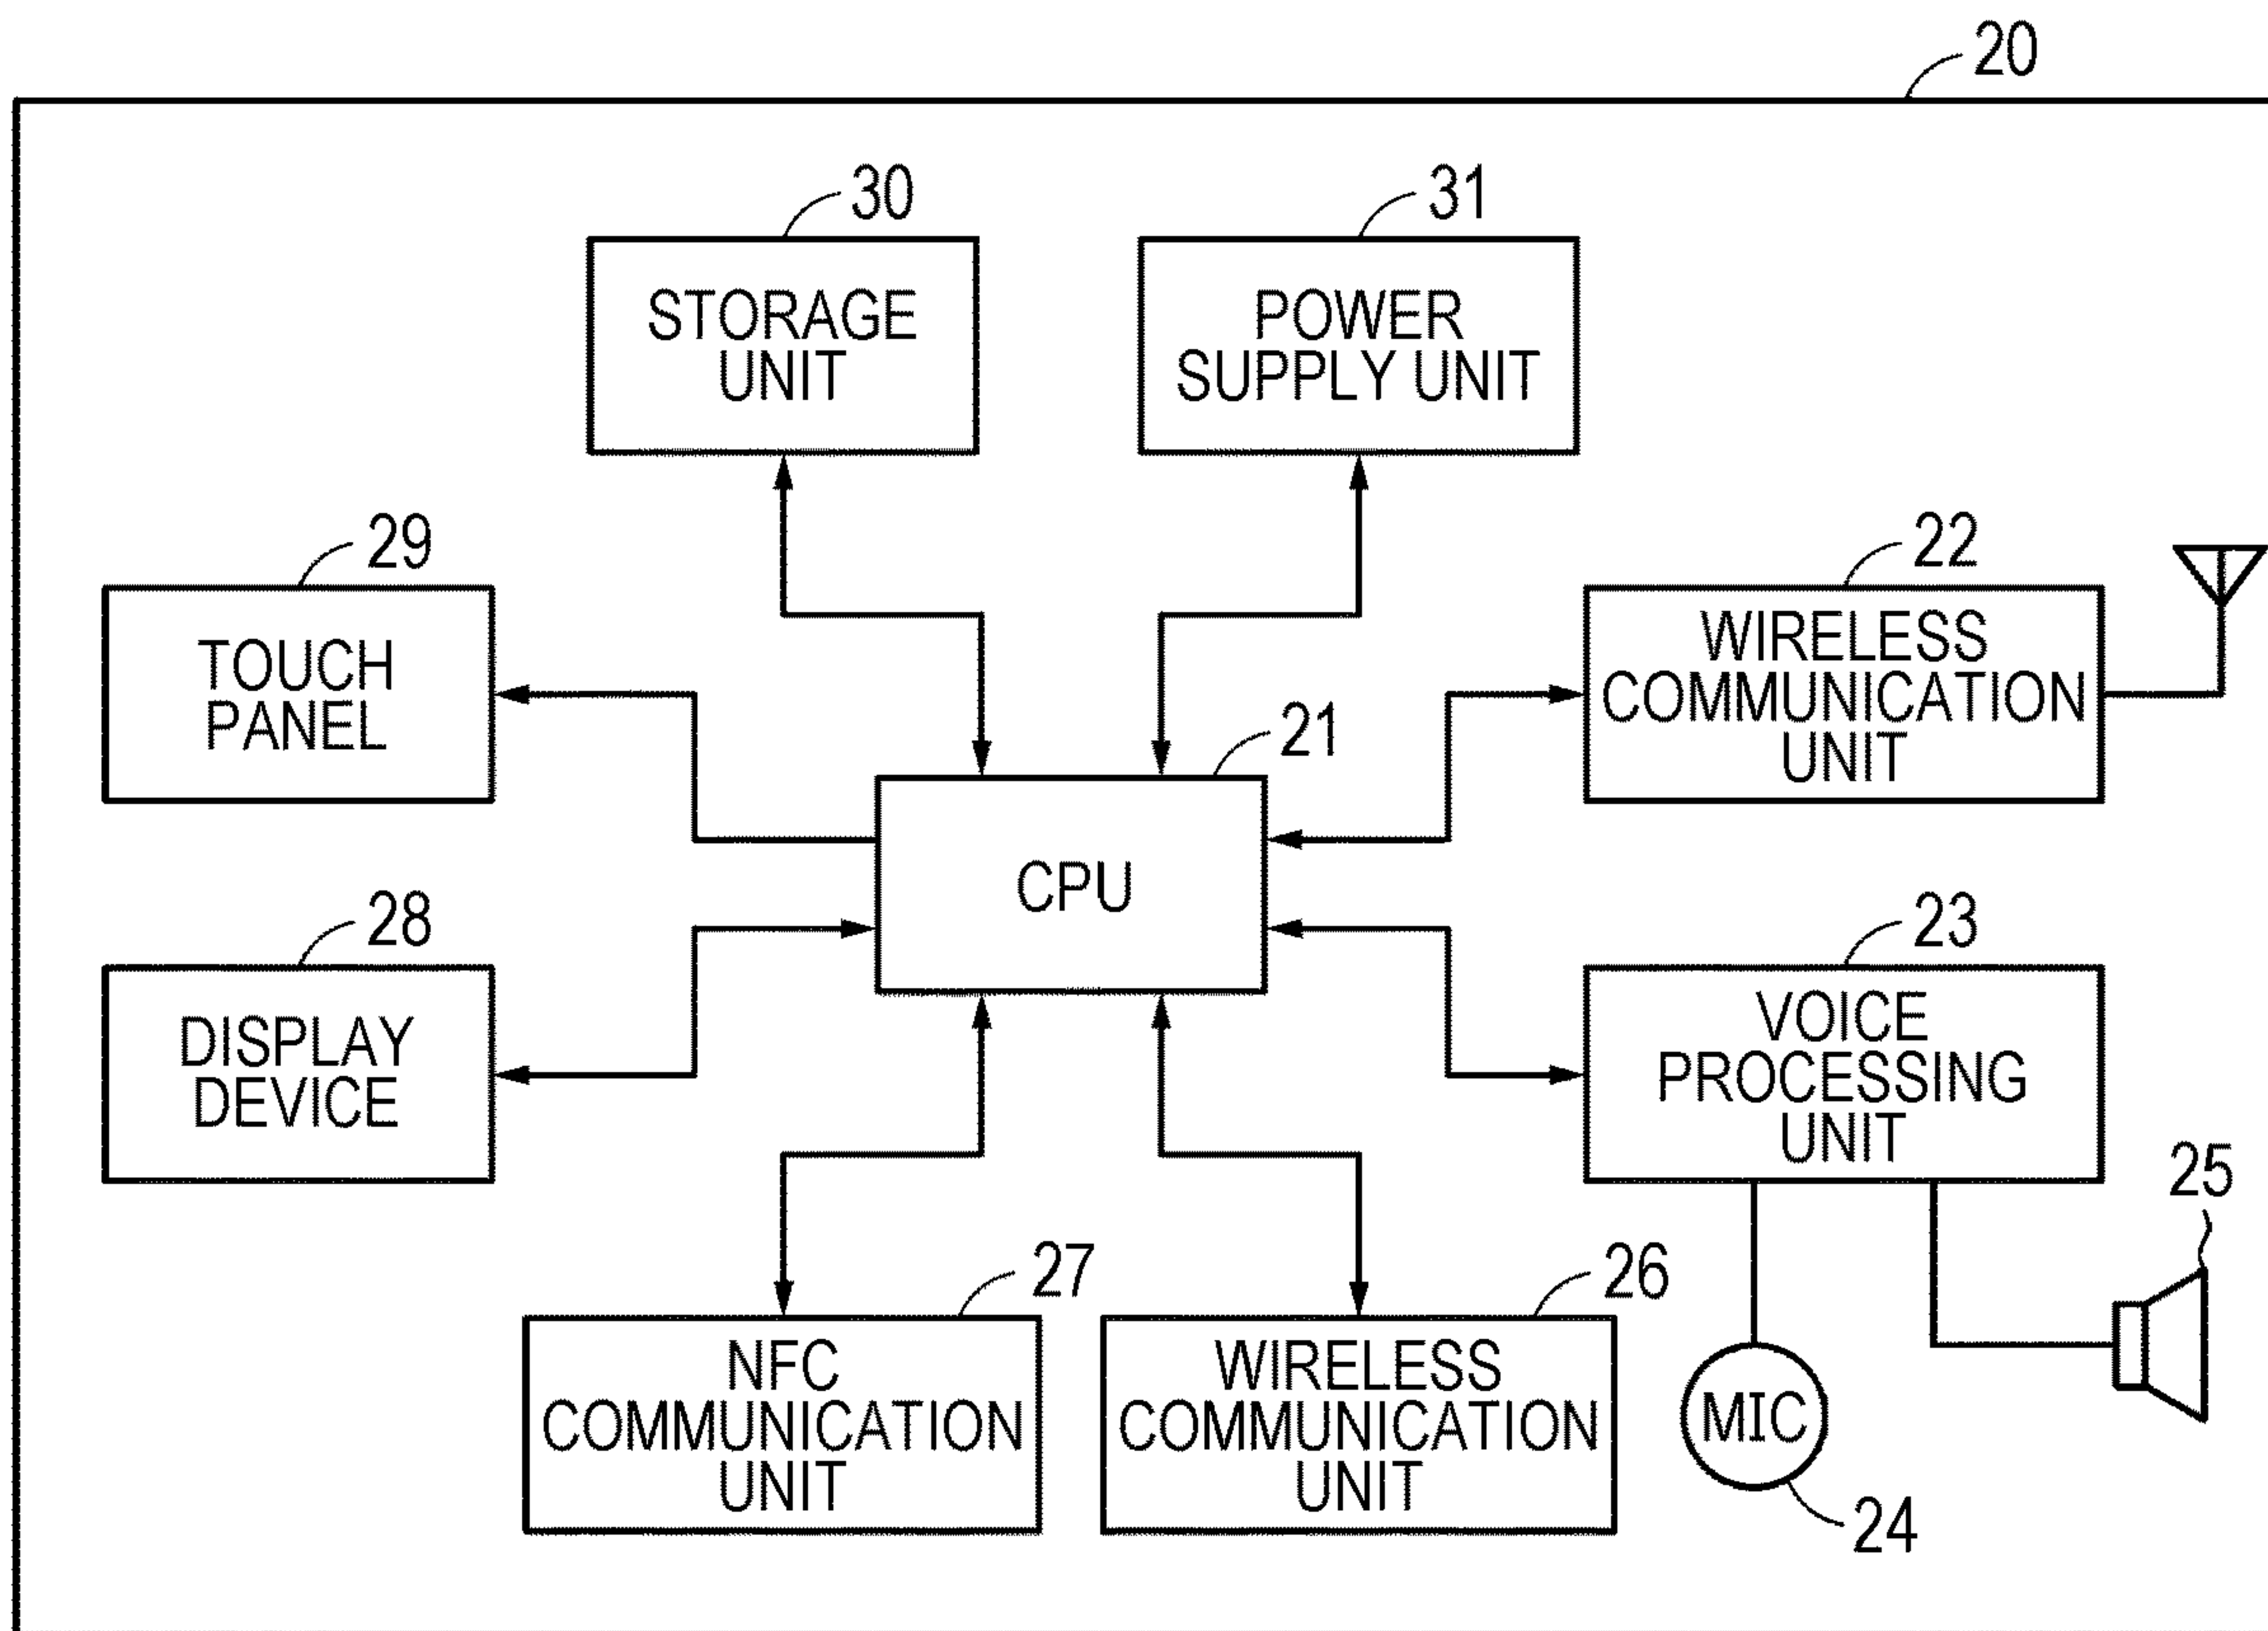 20
30
STORAGE
UNIT
31
POWER
SUPPLY UNIT
29
TOUCH
PANEL
22
WIRELESS
COMMUNICATION
UNIT
21
CPU
28
DISPLAY
DEVICE
23
VOICE
PROCESSING
UNIT
25
27
NFC
COMMUNICATION
UNIT
26
WIRELESS
COMMUNICATION
UNIT
MIC
24